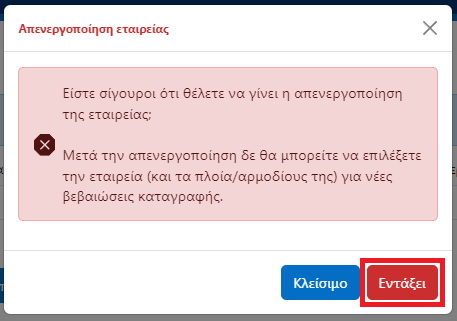 Απενεργοποίηση εταιρείας
Είστε σίγουροι ότι θέλετε να γίνει η απενεργοποίηση
της εταιρείας;
Μετά την απενεργοποίηση δε θα μπορείτε να επιλέξετε
την εταιρεία (και τα πλοία/αρμοδίους της) για νέες
βεβαιώσεις καταγραφής.
Κλείσιμο Εντάξει